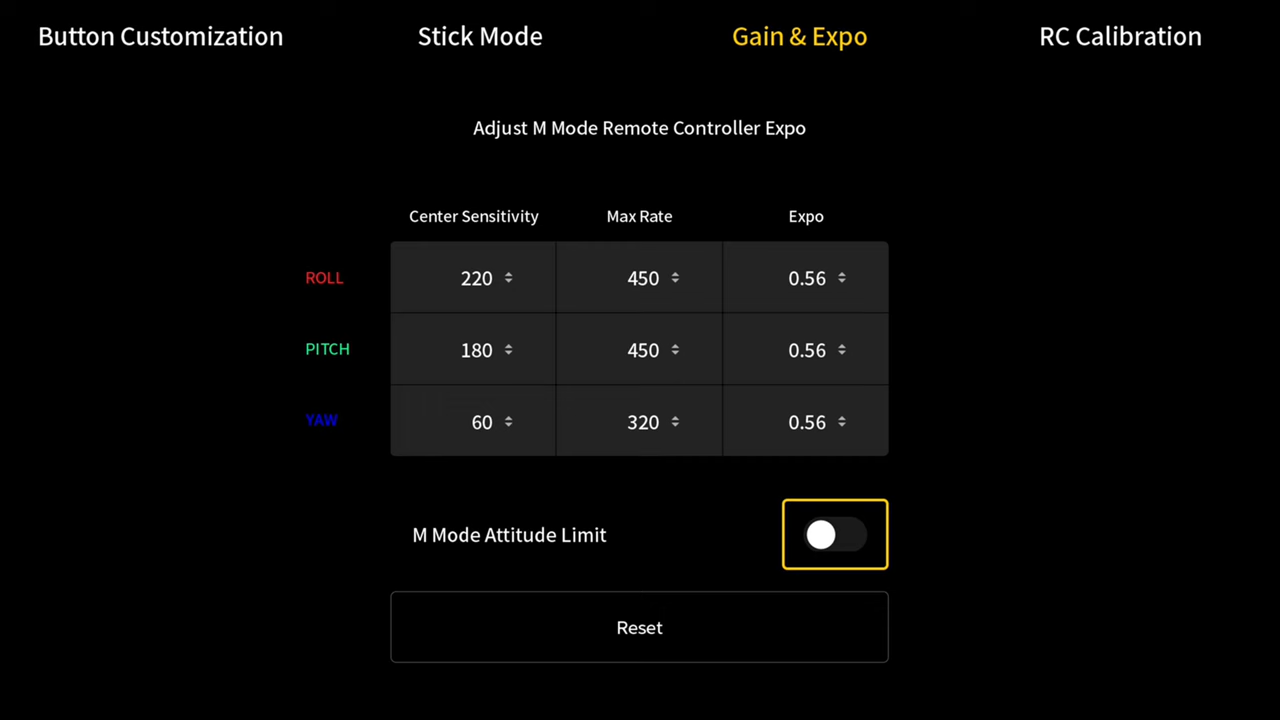 Button Customization Stick Mode Gain & Expo RC Calibration
Adjust M Mode Remote Controller Expo
Center Sensitivity Max Rate Expo
ROLL 220 450 0.56
PITCH 180 450 0.56
YAW 60 320 0.56
M Mode Attitude Limit
Reset